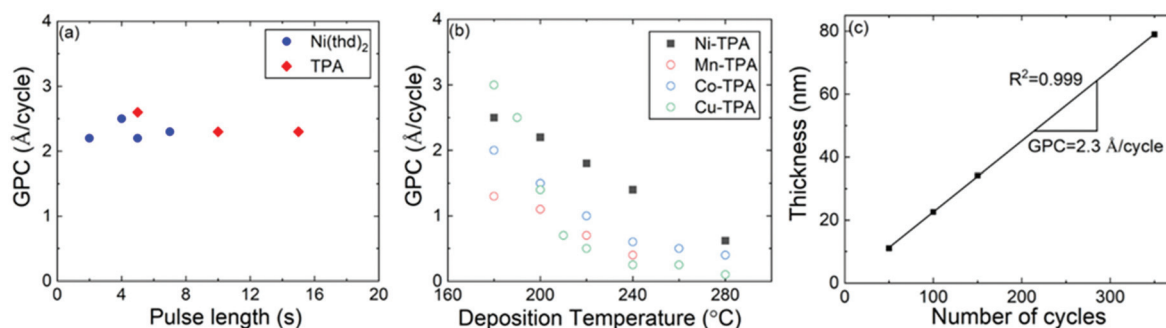 (a)
Ni(thd)2
TPA
GPC (Å/cycle)
4
3
2
1
0
0 4 8 12 16 20
Pulse length (s)
(b)
Ni-TPA
Mn-TPA
Co-TPA
Cu-TPA
GPC (Å/cycle)
4
3
2
1
0
160 200 240 280
Deposition Temperature (°C)
(c)
R²=0.999
GPC=2.3 Å/cycle
Thickness (nm)
80
60
40
20
0
0 100 200 300
Number of cycles